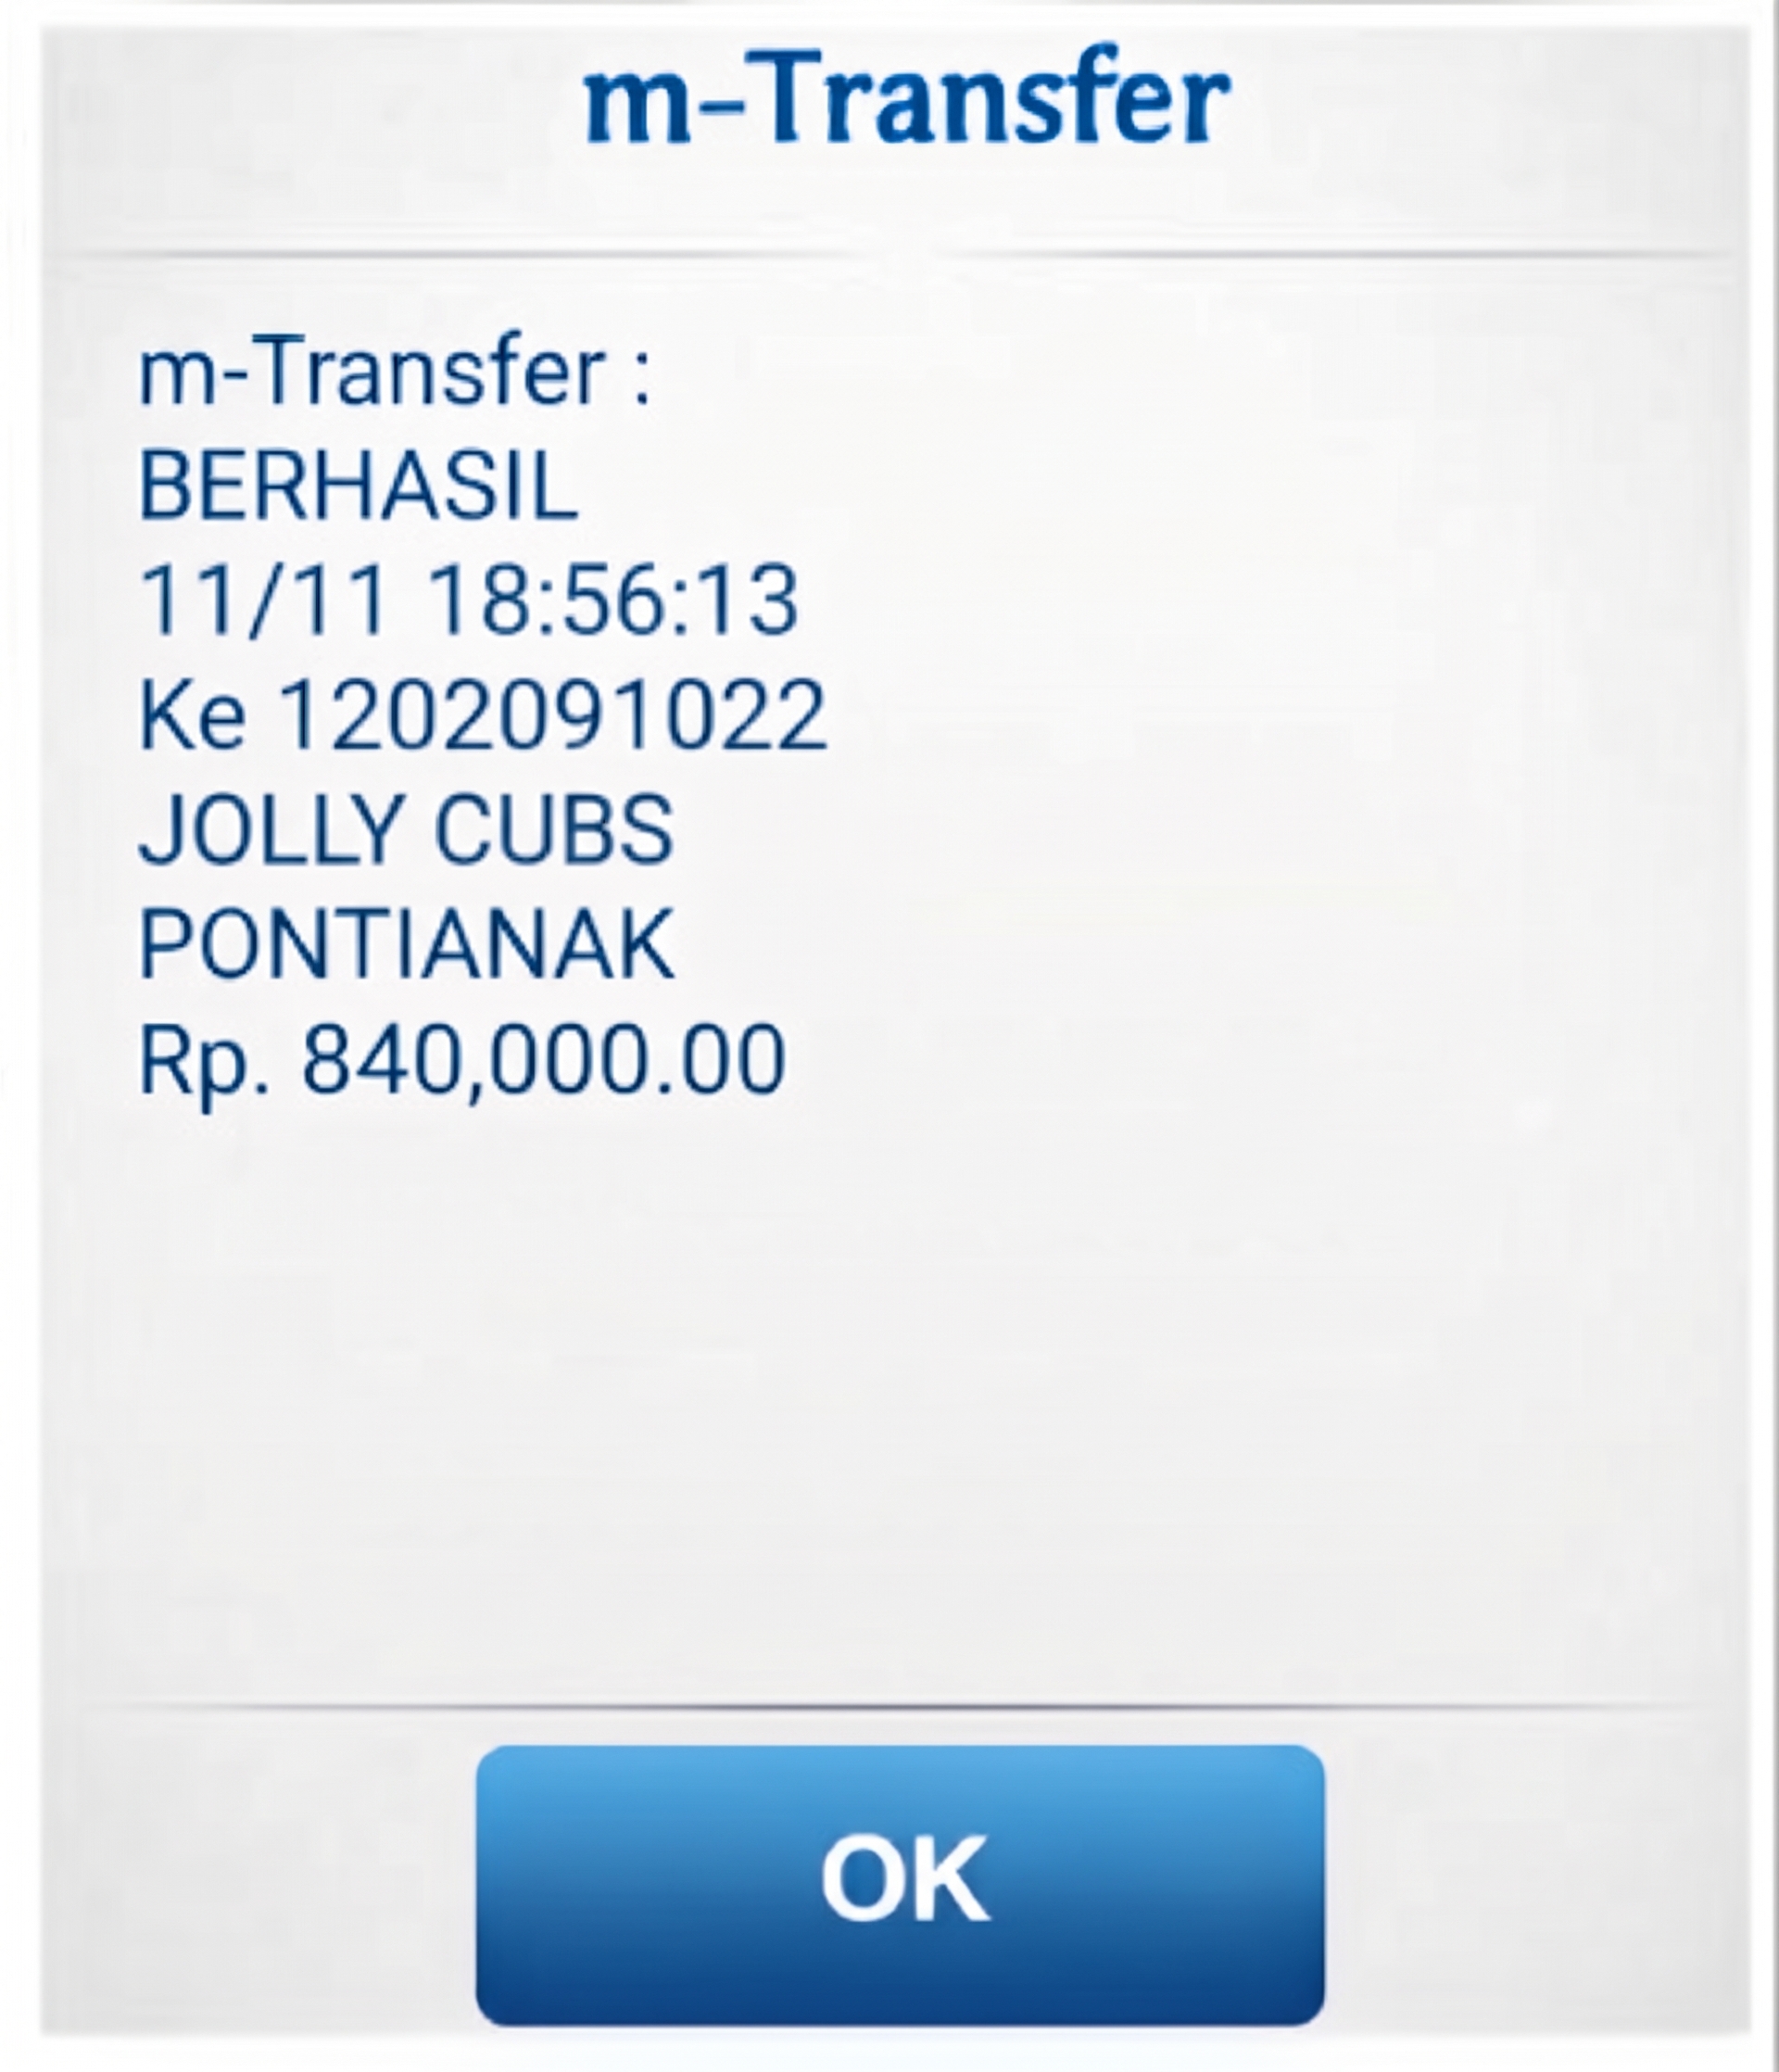 m-Transfer
m-Transfer :
BERHASIL
11/11 18:56:13
Ke 1202091022
JOLLY CUBS
PONTIANAK
Rp. 840,000.00
OK